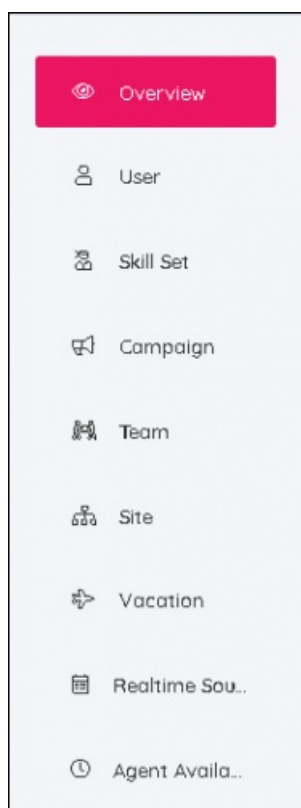 Overview
User
Skill Set
Campaign
Team
Site
Vacation
Realtime Sou...
Agent Availa...